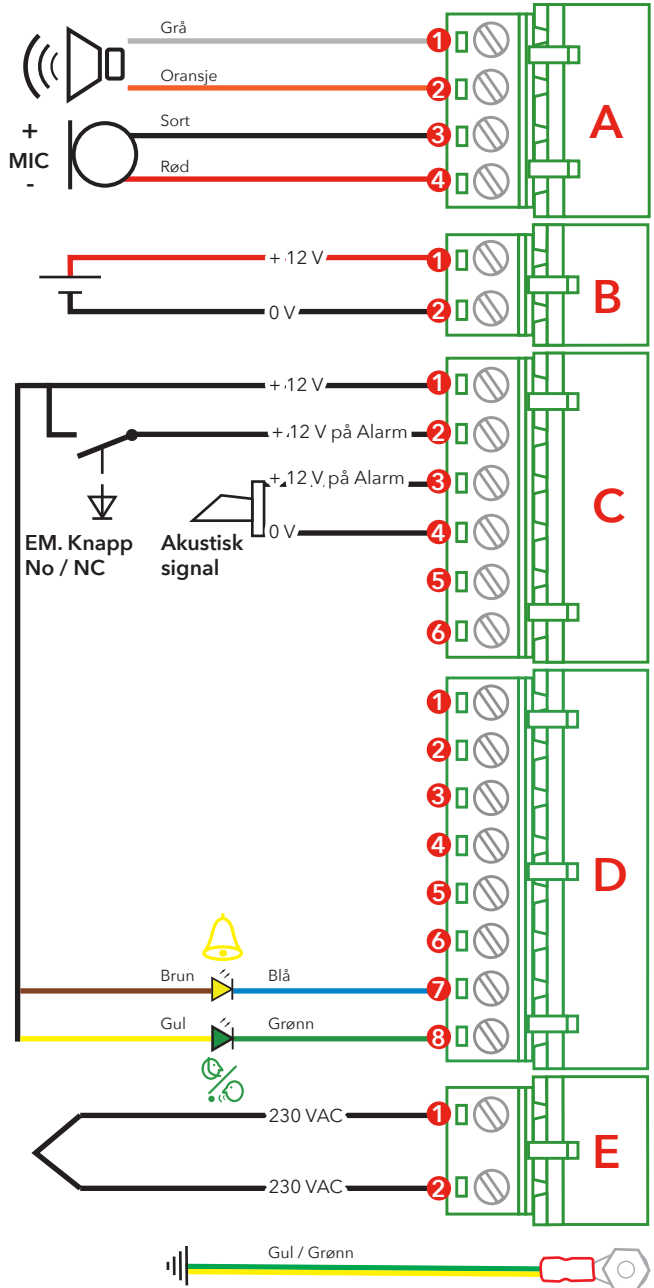 Grå
1
Oransje
2
A
+
MIC
-
Sort
3
Rød
4
+ 12 V
1
B
0 V
2
+ 12 V
1
+ 12 V på Alarm
2
+ 12 V på Alarm
3
C
EM. Knapp
No / NC
Akustisk
signal
0 V
4
5
6
1
2
3
4
D
5
6
Brun
Blå
7
Gul
Grønn
8
230 VAC
1
E
230 VAC
2
Gul / Grønn